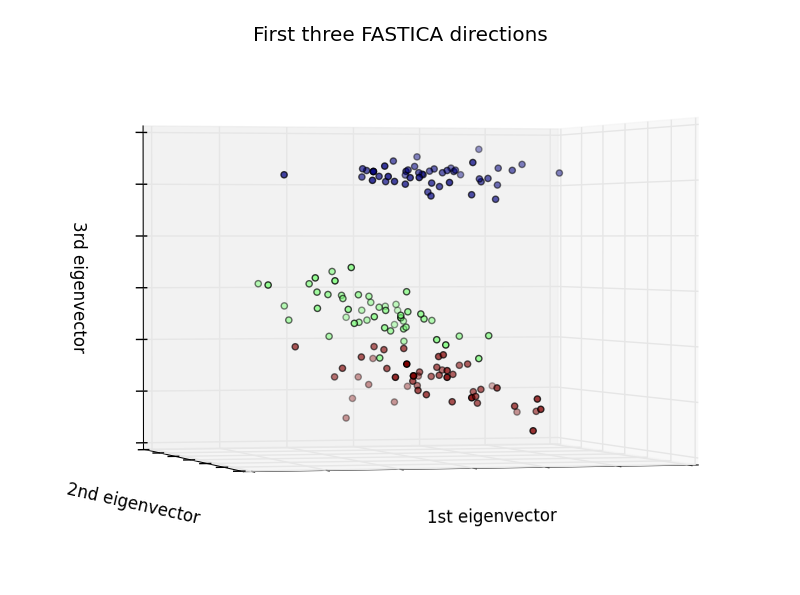 First three FASTICA directions
3rd eigenvector
2nd eigenvector
1st eigenvector